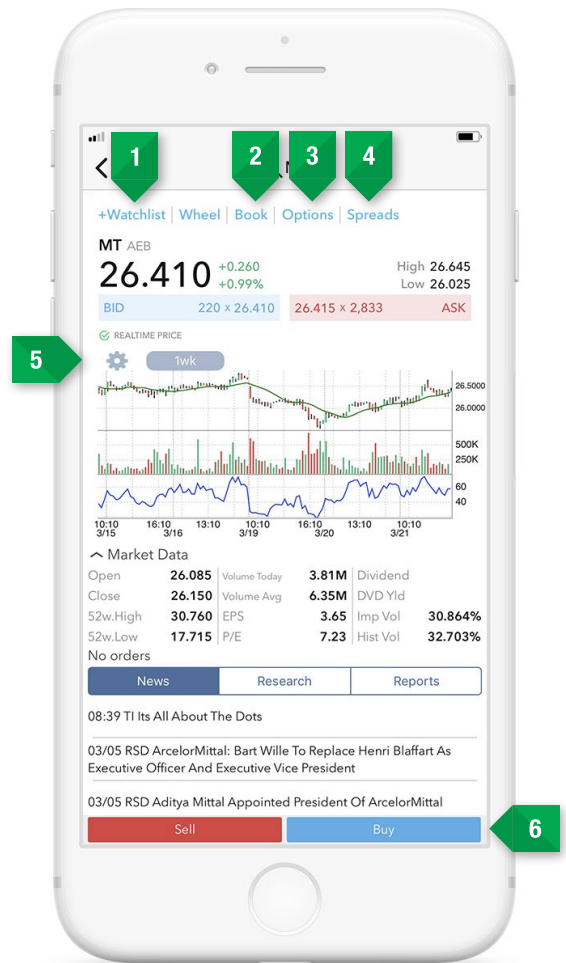 1 2 3 4
+Watchlist | Wheel | Book | Options | Spreads
MT AEB
26.410 +0.260 High 26.645
+0.99% Low 26.025
BID 220 x 26.410 26.415 x 2,833 ASK
REALTIME PRICE
5
1wk
26.5000
26.0000
500K
250K
60
40
10:10 16:10 13:10 10:10 16:10 13:10 10:10
3/15 3/16 3/19 3/20 3/21
Market Data
Open 26.085 Volume Today 3.81M Dividend
Close 26.150 Volume Avg 6.35M DVD Yld
52w.High 30.760 EPS 3.65 Imp Vol 30.864%
52w.Low 17.715 P/E 7.23 Hist Vol 32.703%
No orders
News Research Reports
08:39 TI Its All About The Dots
03/05 RSD ArcelorMittal: Bart Wille To Replace Henri Blaffart As
Executive Officer And Executive Vice President
03/05 RSD Aditya Mittal Appointed President Of ArcelorMittal
Sell Buy
6